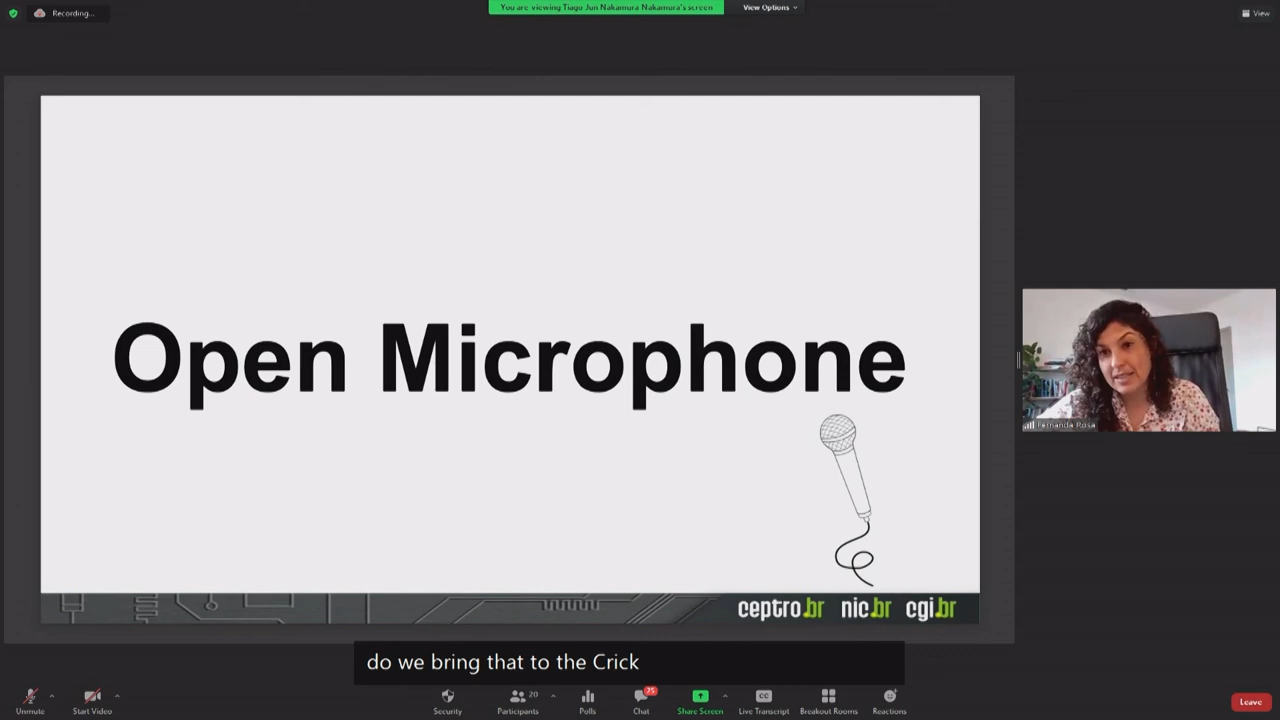 Recording...
You are viewing Tiago Jun Nakamura Nakamura's screen
View Options
View
Open Microphone
ceptro.br nic.br cgi.br
Fernanda Rosa
do we bring that to the Crick
Unmute
Start Video
Security
Participants
20
Polls
Chat
25
Share Screen
CC
Live Transcript
Breakout Rooms
Reactions
Leave